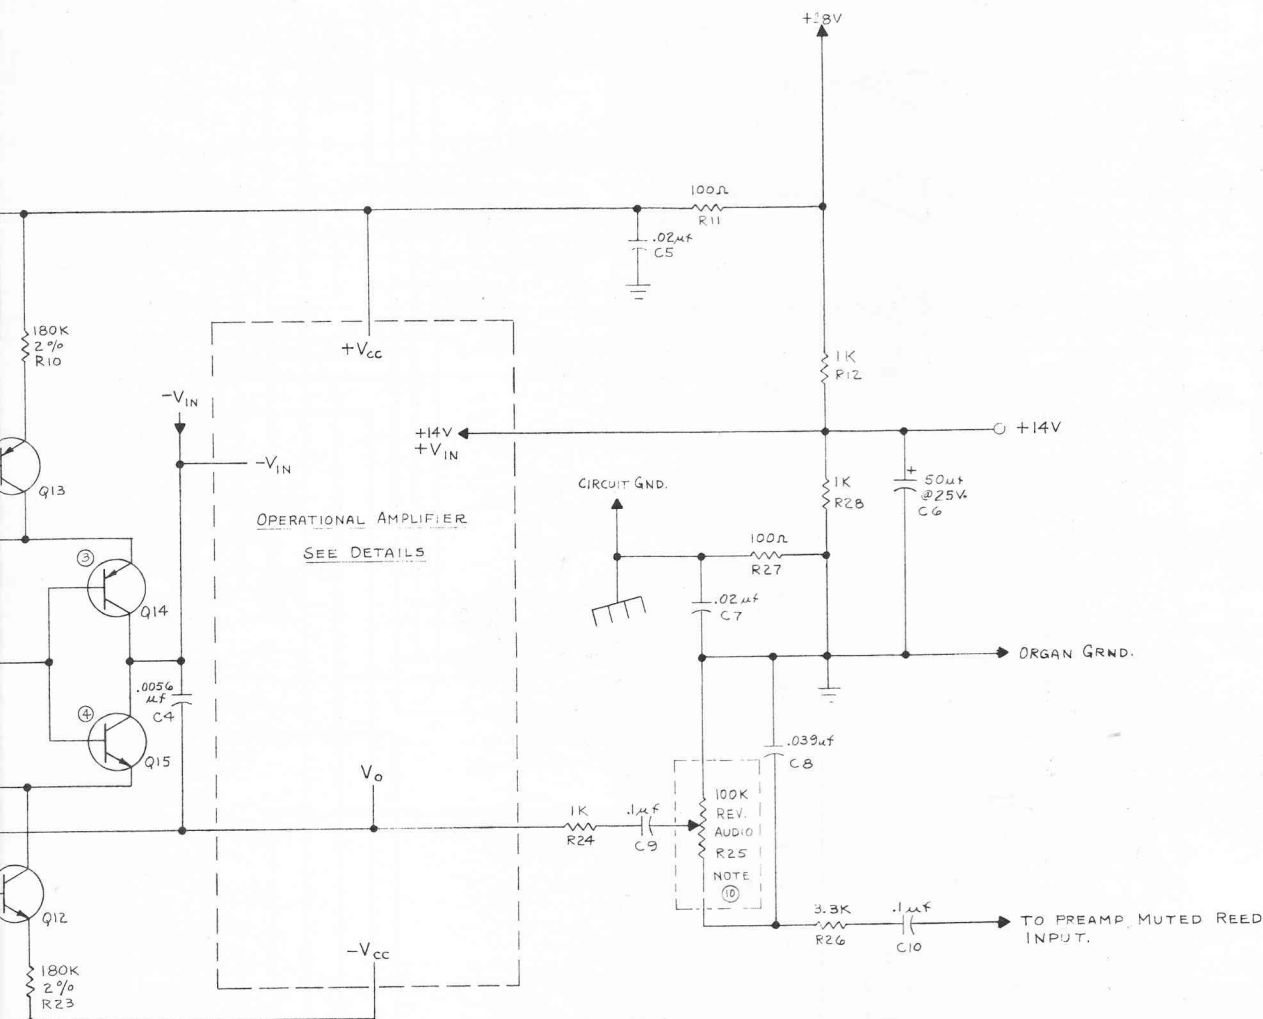 100Ω
R11
.02µf
C5
180K
2%
R10
+Vcc
1K
R12
-VIN
+14V
+VIN
+14V
-VIN
Q13
CIRCUIT GND.
1K
R28
+
50uf
@25V.
C6
OPERATIONAL AMPLIFIER
SEE DETAILS
100Ω
R27
3
Q14
.02µf
C7
ORGAN GRND.
.0056
µf
C4
4
Q15
.039µf
C8
Vo
1K
R24
.1µf
C9
100K
REV.
AUDIO
R25
NOTE
10
Q12
3.3K
R26
.1µf
C10
TO PREAMP MUTED REED
INPUT.
-Vcc
180K
2%
R23